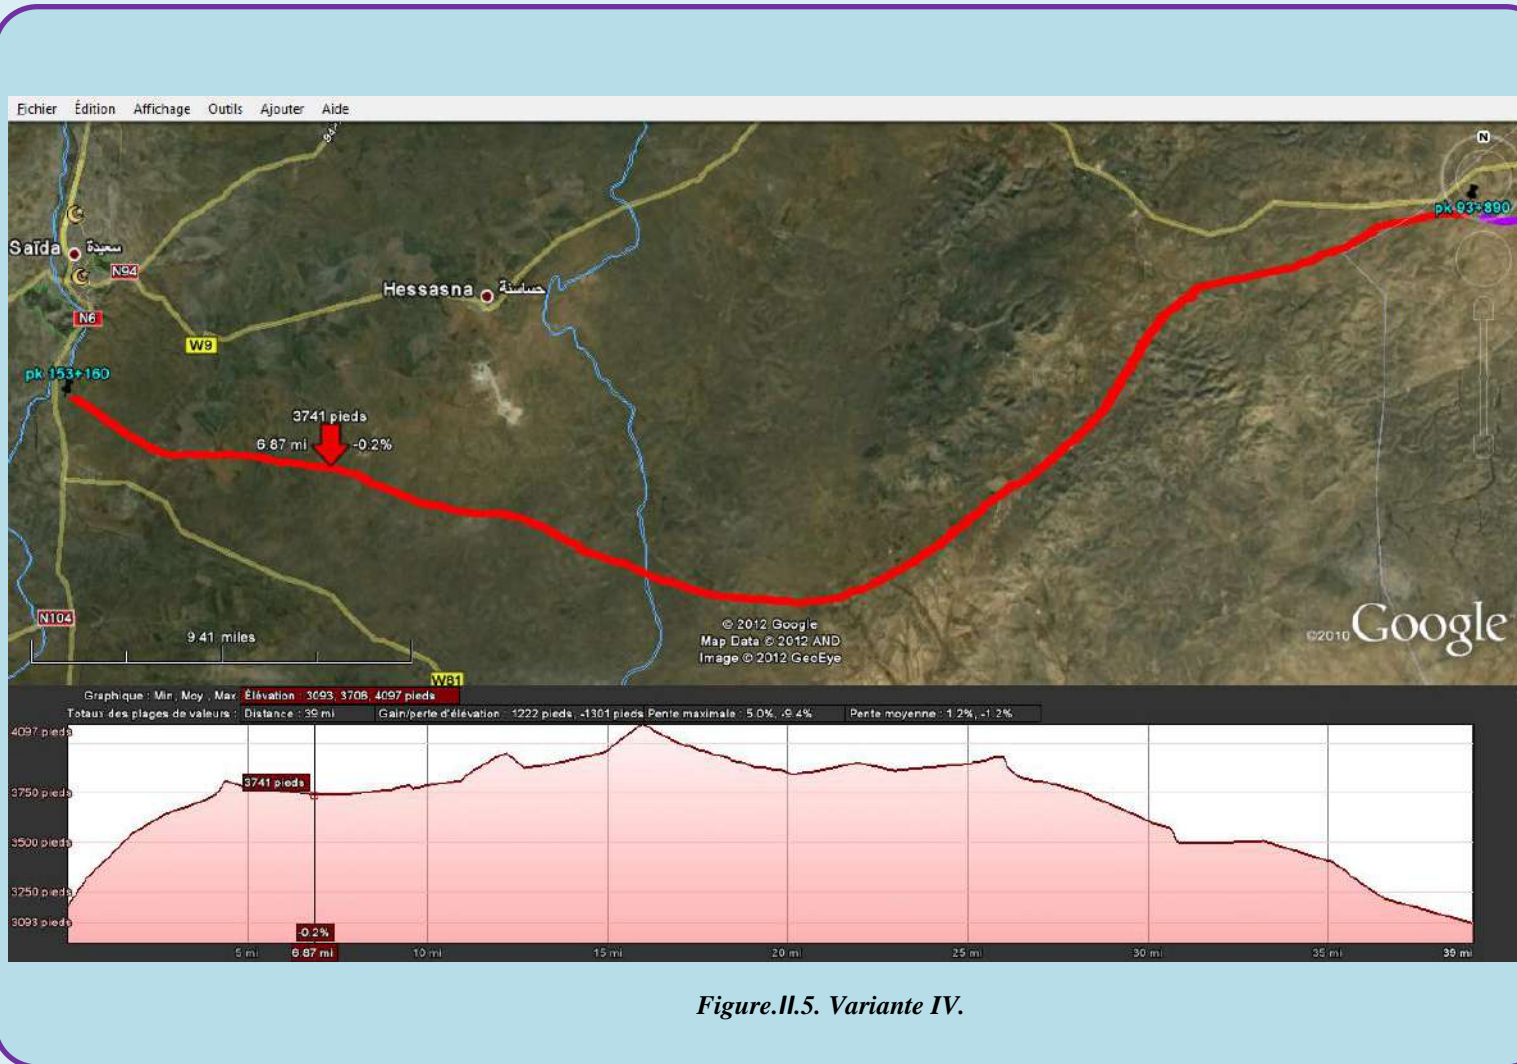 Fichier Édition Affichage Outils Ajouter Aide
N
pk 93+890
Saïda سعيدة
N94
Hessasna حساسنة
N6
W9
pk 153+160
3741 pieds
6.87 mi -0.2%
N104
9.41 miles
© 2012 Google
Map Data © 2012 AND
Image © 2012 GeoEye
©2010 Google
W81
Graphique : Min, Moy , Max Élévation : 3093, 3708, 4097 pieds
Totaux des plages de valeurs : Distance : 39 mi Gain/perte d'élévation : 1222 pieds, -1301 pieds Pente maximale : 5.0%, -9.4% Pente moyenne : 1.2%, -1.2%
4097 pieds
3741 pieds
3750 pieds
3500 pieds
3250 pieds
3093 pieds
-0.2%
5 mi 6.87 mi 10 mi 15 mi 20 mi 25 mi 30 mi 35 mi 39 mi
Figure.II.5. Variante IV.